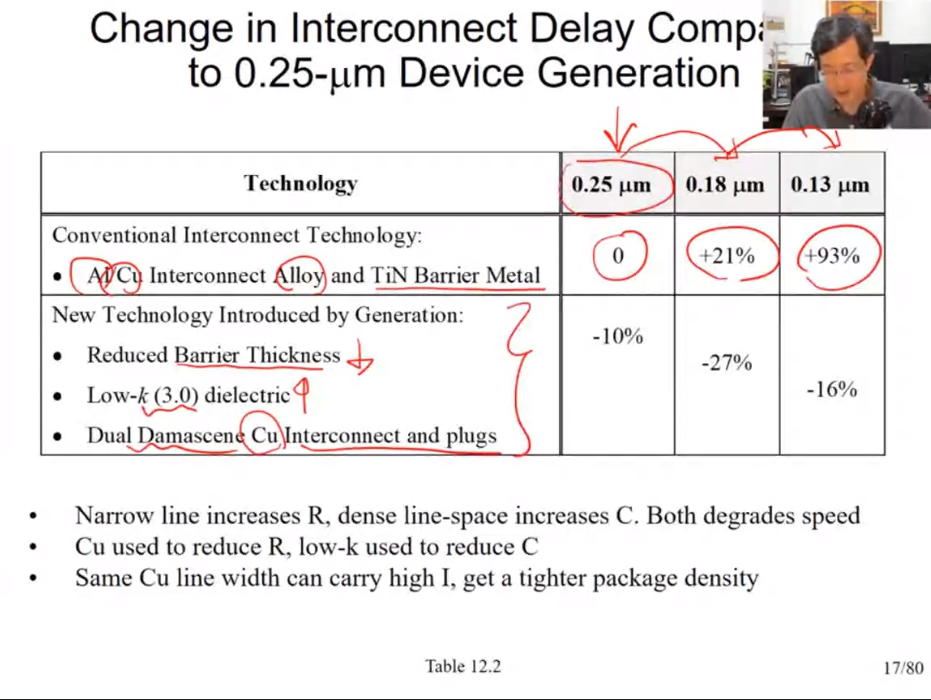 Change in Interconnect Delay Compa
to 0.25-μm Device Generation
Technology 0.25 μm 0.18 μm 0.13 μm
Conventional Interconnect Technology:
• Al/Cu Interconnect Alloy and TiN Barrier Metal 0 +21% +93%
New Technology Introduced by Generation:
• Reduced Barrier Thickness -10%
• Low-k (3.0) dielectric -27%
• Dual Damascene Cu Interconnect and plugs -16%
• Narrow line increases R, dense line-space increases C. Both degrades speed
• Cu used to reduce R, low-k used to reduce C
• Same Cu line width can carry high I, get a tighter package density
Table 12.2
17/80